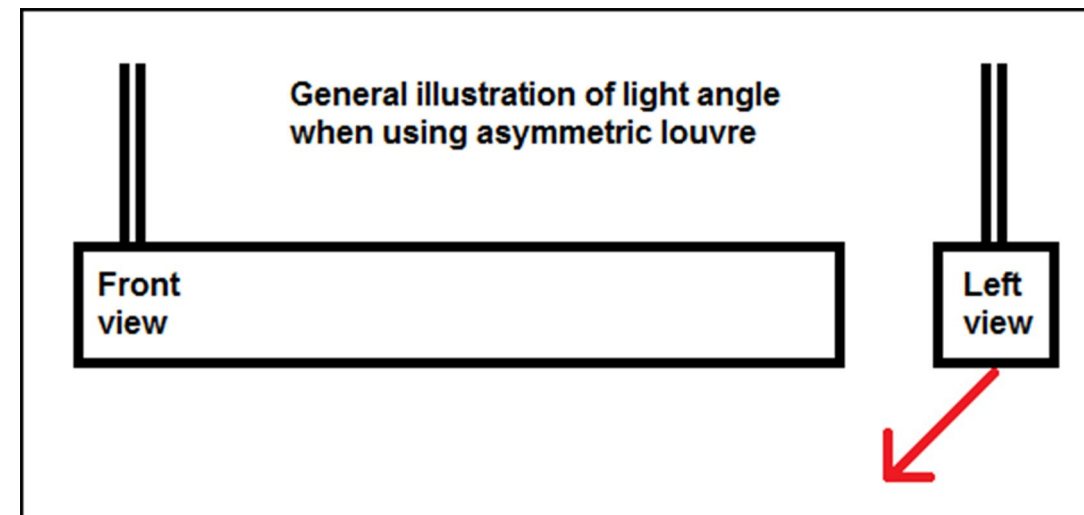 General illustration of light angle
when using asymmetric louvre
Front
view
Left
view